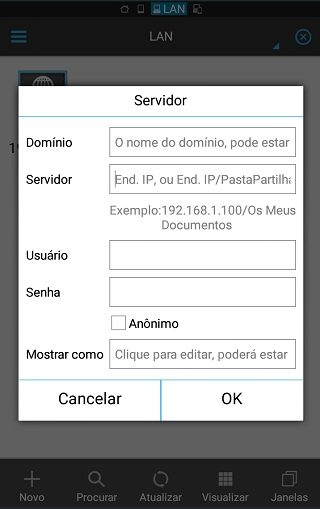 LAN
LAN
Servidor
Domínio
O nome do domínio, pode estar
Servidor
End. IP, ou End. IP/PastaPartilha
Exemplo:192.168.1.100/Os Meus
Documentos
Usuário
Senha
Anônimo
Mostrar como
Clique para editar, poderá estar
Cancelar
OK
Novo
Procurar
Atualizar
Visualizar
Janelas